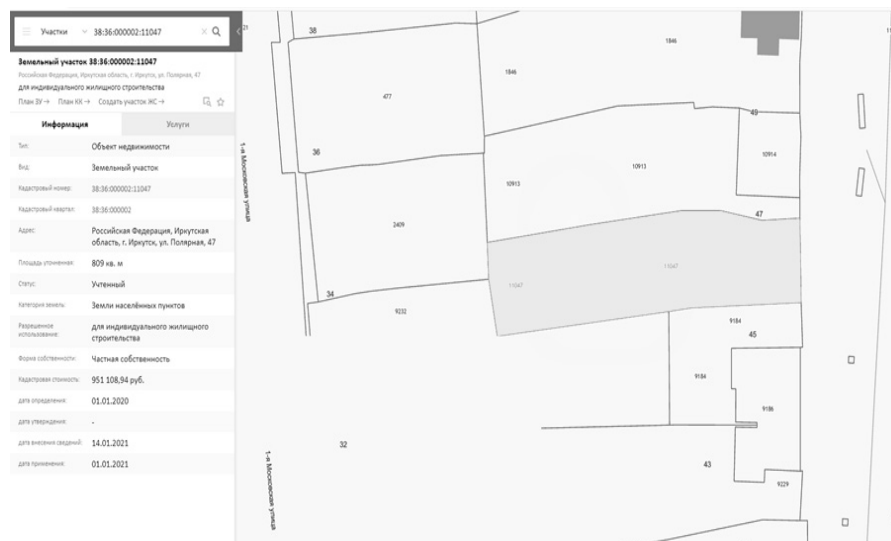 Участки 38:36:000002:11047
Земельный участок 38:36:000002:11047
Российская Федерация, Иркутская область, г. Иркутск, ул. Полярная, 47
для индивидуального жилищного строительства
План ЗУ → План КК → Создать участок ЖС →
Информация Услуги
Тип: Объект недвижимости
Вид: Земельный участок
Кадастровый номер: 38:36:000002:11047
Кадастровый квартал: 38:36:000002
Адрес: Российская Федерация, Иркутская
область, г. Иркутск, ул. Полярная, 47
Площадь уточненная: 809 кв. м
Статус: Учтенный
Категория земель: Земли населённых пунктов
Разрешенное
использование: для индивидуального жилищного
строительства
Форма собственности: Частная собственность
Кадастровая стоимость: 951 108,94 руб.
дата определения: 01.01.2020
дата утверждения: -
дата внесения сведений: 14.01.2021
дата применения: 01.01.2021
21
38
1846
1846
477
49
36
10914
10913
10913
1-я Московская улица
47
2409
11047
11047
34
9232
9184
45
9184
9186
32
43
1-я Московская улица
9229